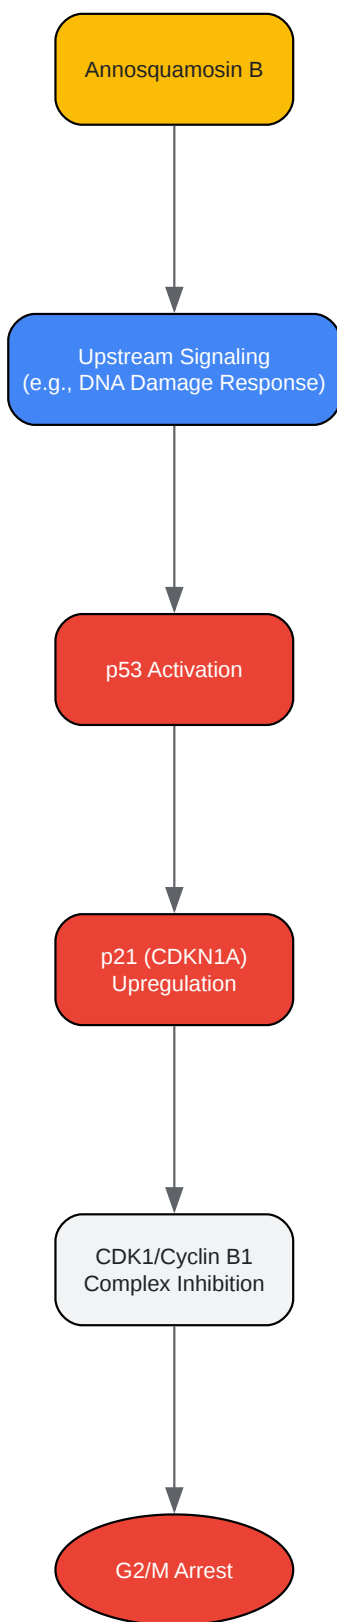 Annosquamosin B
Upstream Signaling
(e.g., DNA Damage Response)
p53 Activation
p21 (CDKN1A)
Upregulation
CDK1/Cyclin B1
Complex Inhibition
G2/M Arrest